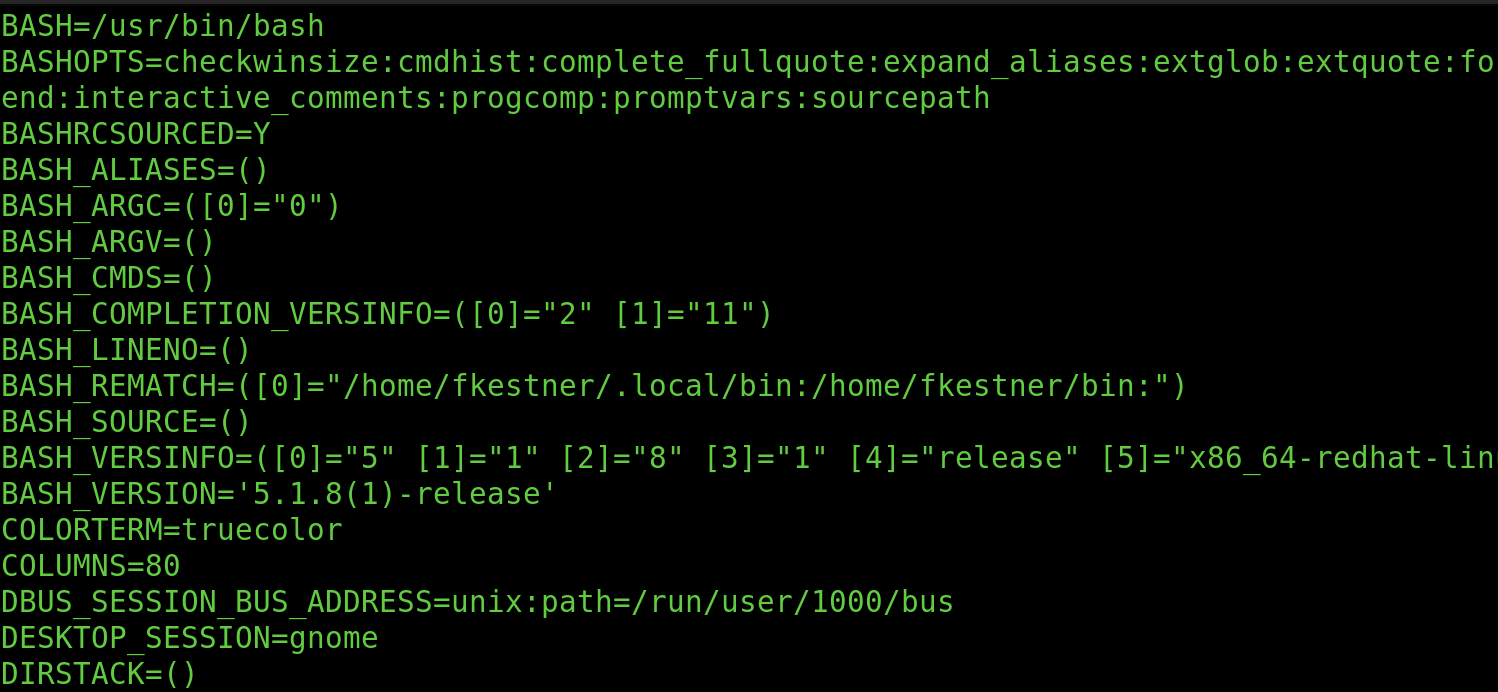 BASH=/usr/bin/bash
BASHOPTS=checkwinsize:cmdhist:complete_fullquote:expand_aliases:extglob:extquote:fo
end:interactive_comments:progcomp:promptvars:sourcepath
BASHRCSOURCED=Y
BASH_ALIASES=()
BASH_ARGC=([0]="0")
BASH_ARGV=()
BASH_CMDS=()
BASH_COMPLETION_VERSINFO=([0]="2" [1]="11")
BASH_LINENO=()
BASH_REMATCH=([0]="/home/fkestner/.local/bin:/home/fkestner/bin:")
BASH_SOURCE=()
BASH_VERSINFO=([0]="5" [1]="1" [2]="8" [3]="1" [4]="release" [5]="x86_64-redhat-lin
BASH_VERSION='5.1.8(1)-release'
COLORTERM=truecolor
COLUMNS=80
DBUS_SESSION_BUS_ADDRESS=unix:path=/run/user/1000/bus
DESKTOP_SESSION=gnome
DIRSTACK=()